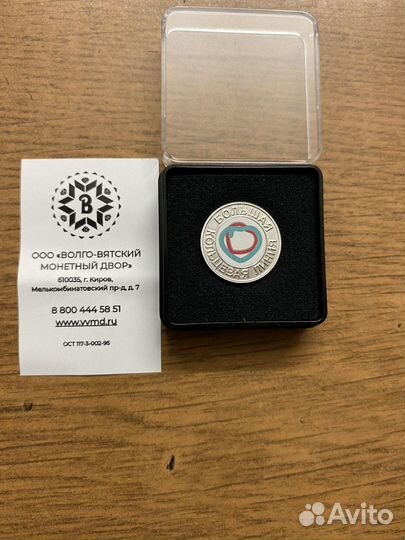 В
ООО «ВОЛГО-ВЯТСКИЙ
МОНЕТНЫЙ ДВОР»
610035, г. Киров,
Мелькомбинатовский пр-д, д. 7
8 800 444 58 51
www.vvmd.ru
ОСТ 117-3-002-95
БОЛЬШАЯ
КОЛЬЦЕВАЯ ЛИНИЯ
Avito